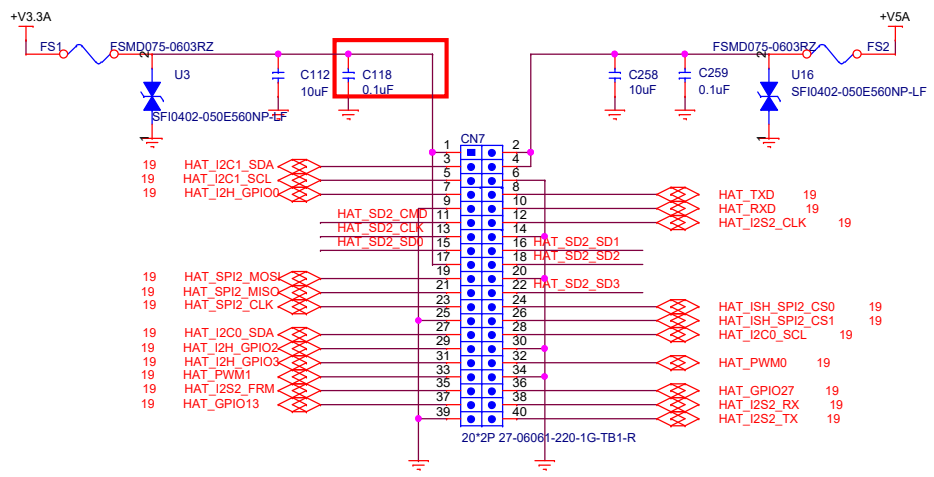 +V3.3A
+V5A
FS1
FSMD075-0603RZ
FSMD075-0603RZ
FS2
2
2
U3
C112
C118
C258
C259
U16
10uF
0.1uF
10uF
0.1uF
SFI0402-050E560NP-LF
SFI0402-050E560NP-LF
1
1
CN7
1
2
19 HAT_I2C1_SDA
3
4
19 HAT_I2C1_SCL
5
6
19 HAT_I2H_GPIO0
7
8
HAT_TXD 19
9
10
HAT_RXD 19
HAT_SD2_CMD
11
12
HAT_I2S2_CLK 19
HAT_SD2_CLK
13
14
HAT_SD2_SD0
15
16
HAT_SD2_SD1
17
18
HAT_SD2_SD2
19 HAT_SPI2_MOSI
19
20
19 HAT_SPI2_MISO
21
22
HAT_SD2_SD3
19 HAT_SPI2_CLK
23
24
HAT_ISH_SPI2_CS0 19
25
26
HAT_ISH_SPI2_CS1 19
19 HAT_I2C0_SDA
27
28
HAT_I2C0_SCL 19
19 HAT_I2H_GPIO2
29
30
19 HAT_I2H_GPIO3
31
32
HAT_PWM0 19
19 HAT_PWM1
33
34
19 HAT_I2S2_FRM
35
36
HAT_GPIO27 19
19 HAT_GPIO13
37
38
HAT_I2S2_RX 19
39
40
HAT_I2S2_TX 19
20*2P 27-06061-220-1G-TB1-R